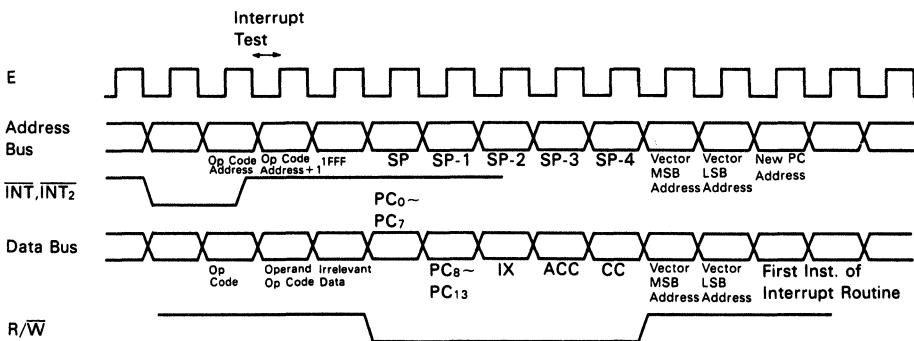 Interrupt
Test
E
Address
Bus
Op Code
Address
Op Code
Address+1
1FFF
SP
SP-1
SP-2
SP-3
SP-4
Vector
MSB
Address
Vector
LSB
Address
New PC
Address
INT, INT2
PC0~
PC7
Data Bus
Op
Code
Operand
Op Code
Irrelevant
Data
PC8~
PC13
IX
ACC
CC
Vector
MSB
Address
Vector
LSB
Address
First Inst. of
Interrupt Routine
R/W